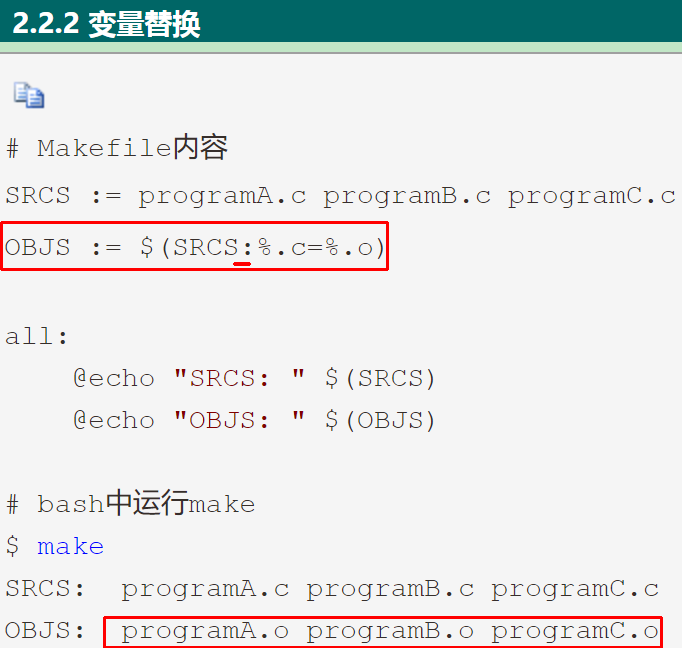 2.2.2 变量替换
# Makefile内容
SRCS := programA.c programB.c programC.c
OBJS := $(SRCS:%.c=%.o)
all:
@echo "SRCS: " $(SRCS)
@echo "OBJS: " $(OBJS)
# bash中运行make
$ make
SRCS:  programA.c programB.c programC.c
OBJS:  programA.o programB.o programC.o